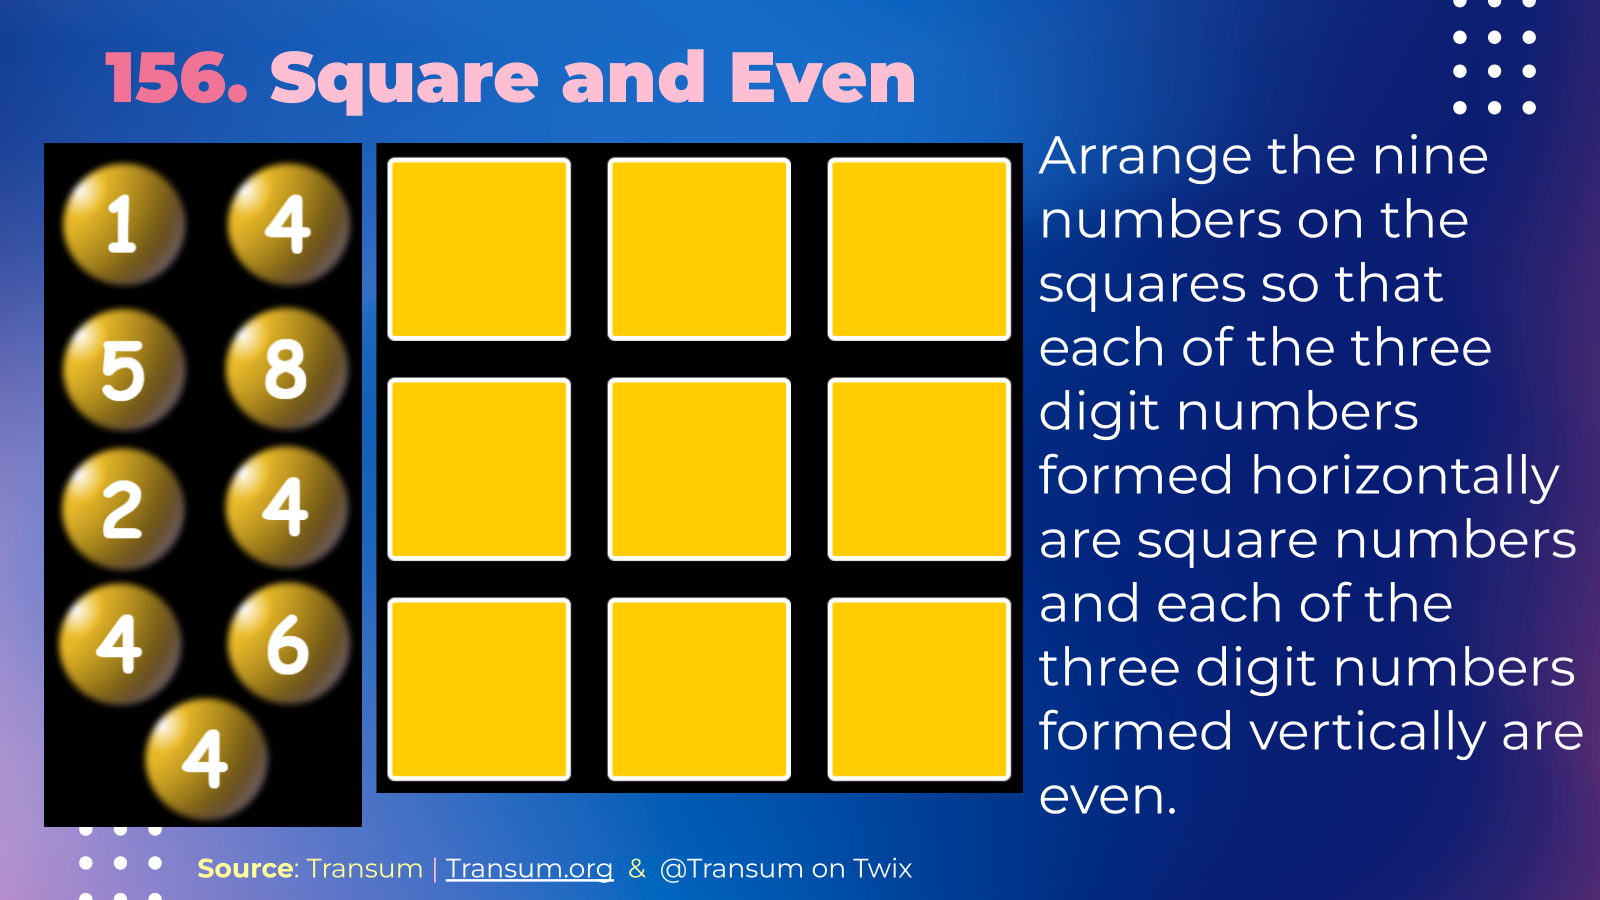 156. Square and Even
1 4
5 8
2 4
4 6
4
Arrange the nine
numbers on the
squares so that
each of the three
digit numbers
formed horizontally
are square numbers
and each of the
three digit numbers
formed vertically are
even.
Source: Transum | Transum.org & @Transum on Twix